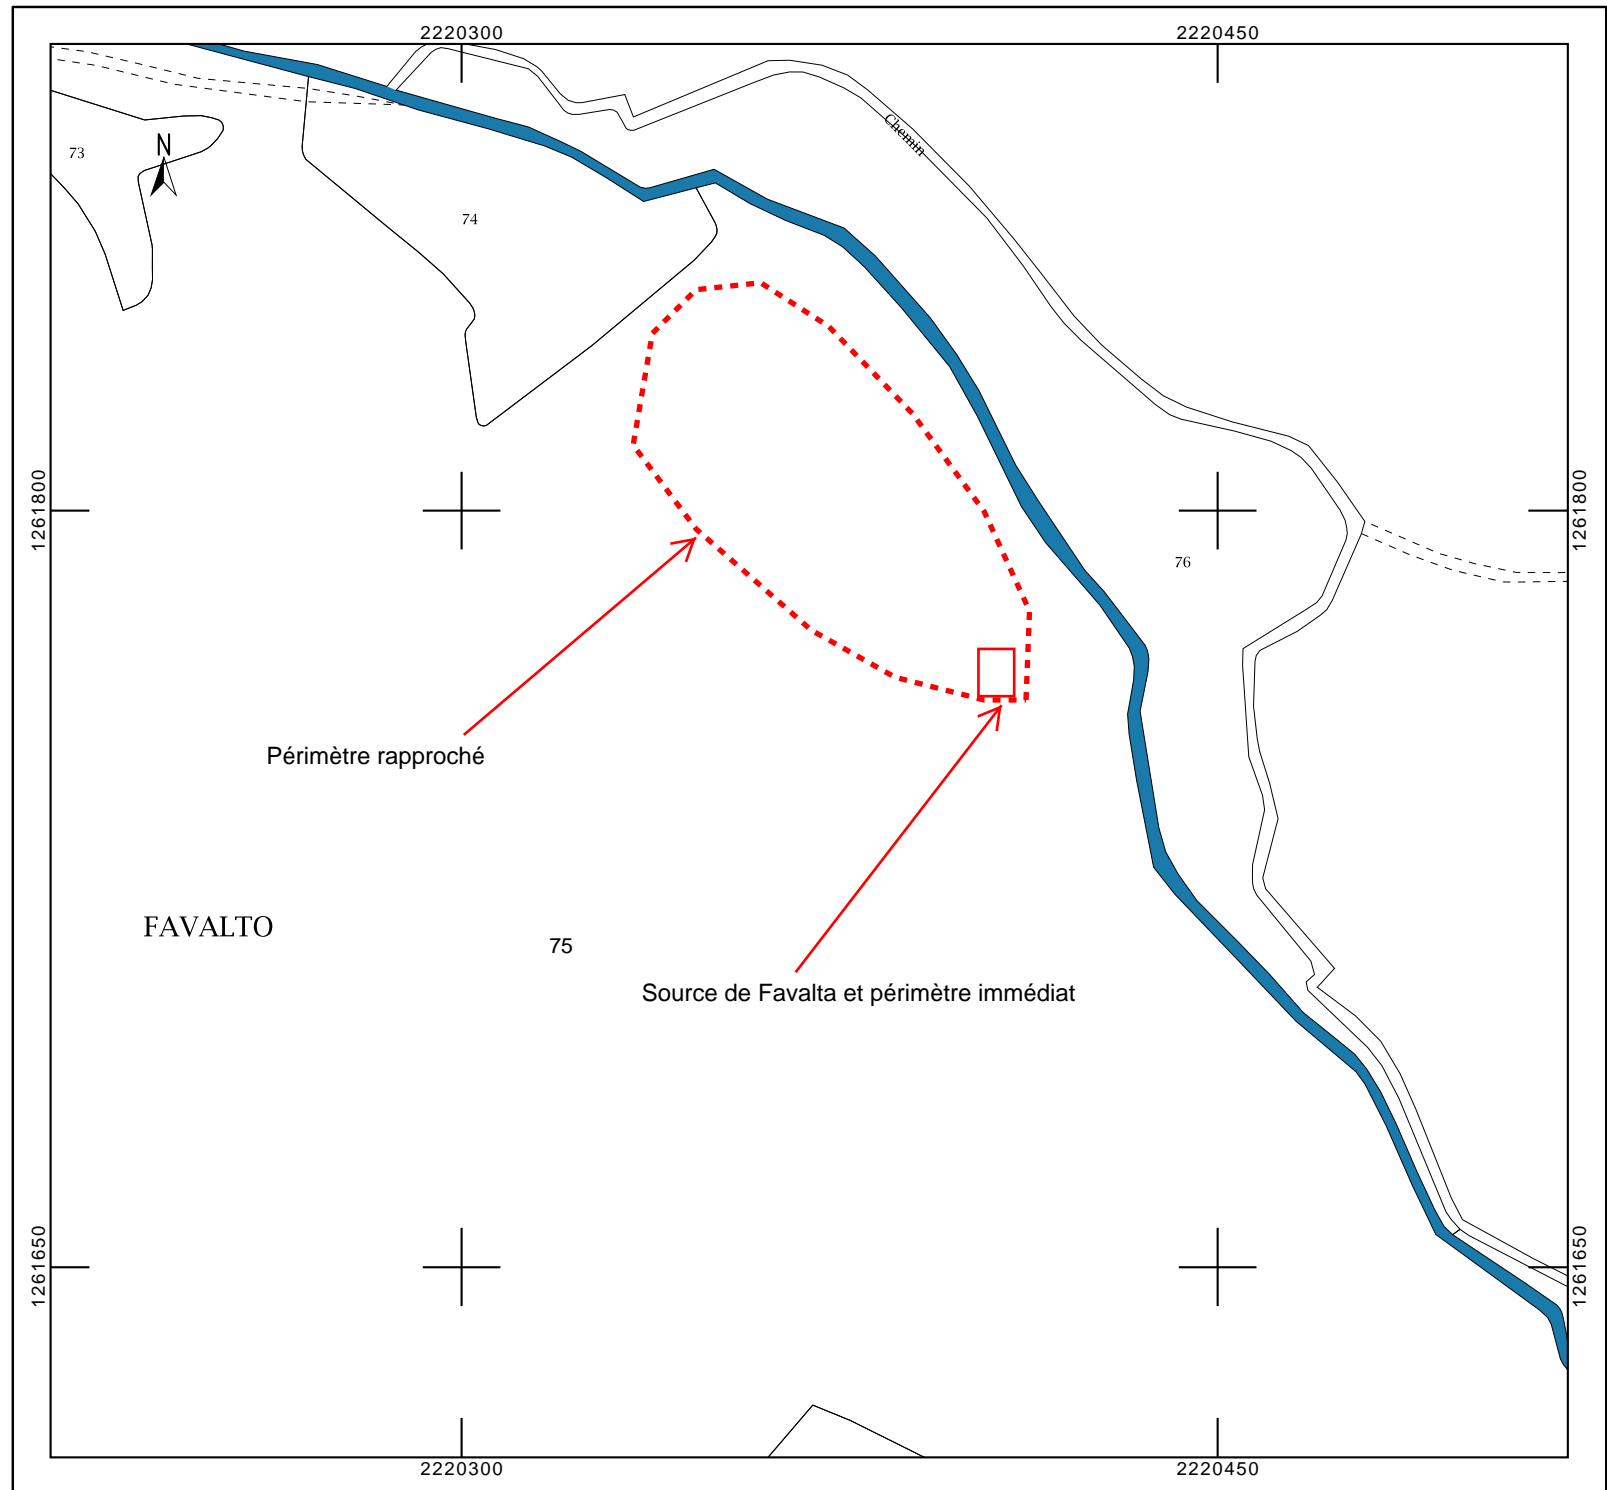 2220300
2220450
Chemin
73
N
74
1261800
1261800
76
Périmètre rapproché
FAVALTO
75
Source de Favalta et périmètre immédiat
1261650
1261650
2220300
2220450